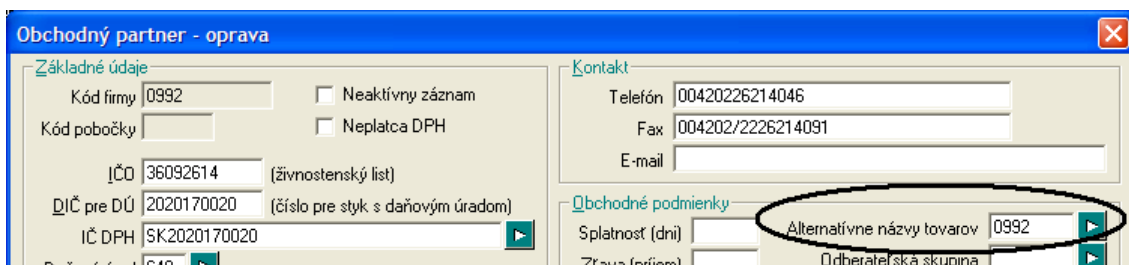 Obchodný partner - oprava
Základné údaje
Kód firmy 0992
Neaktívny záznam
Kód pobočky
Neplatca DPH
IČO 36092614 (živnostenský list)
DIČ pre DÚ 2020170020 (číslo pre styk s daňovým úradom)
IČ DPH SK2020170020
Kontakt
Telefón 00420226214046
Fax 004202/2226214091
E-mail
Obchodné podmienky
Splatnosť (dni)
Alternatívne názvy tovarov 0992
Zľava (príjem)
Odberateľská skupina